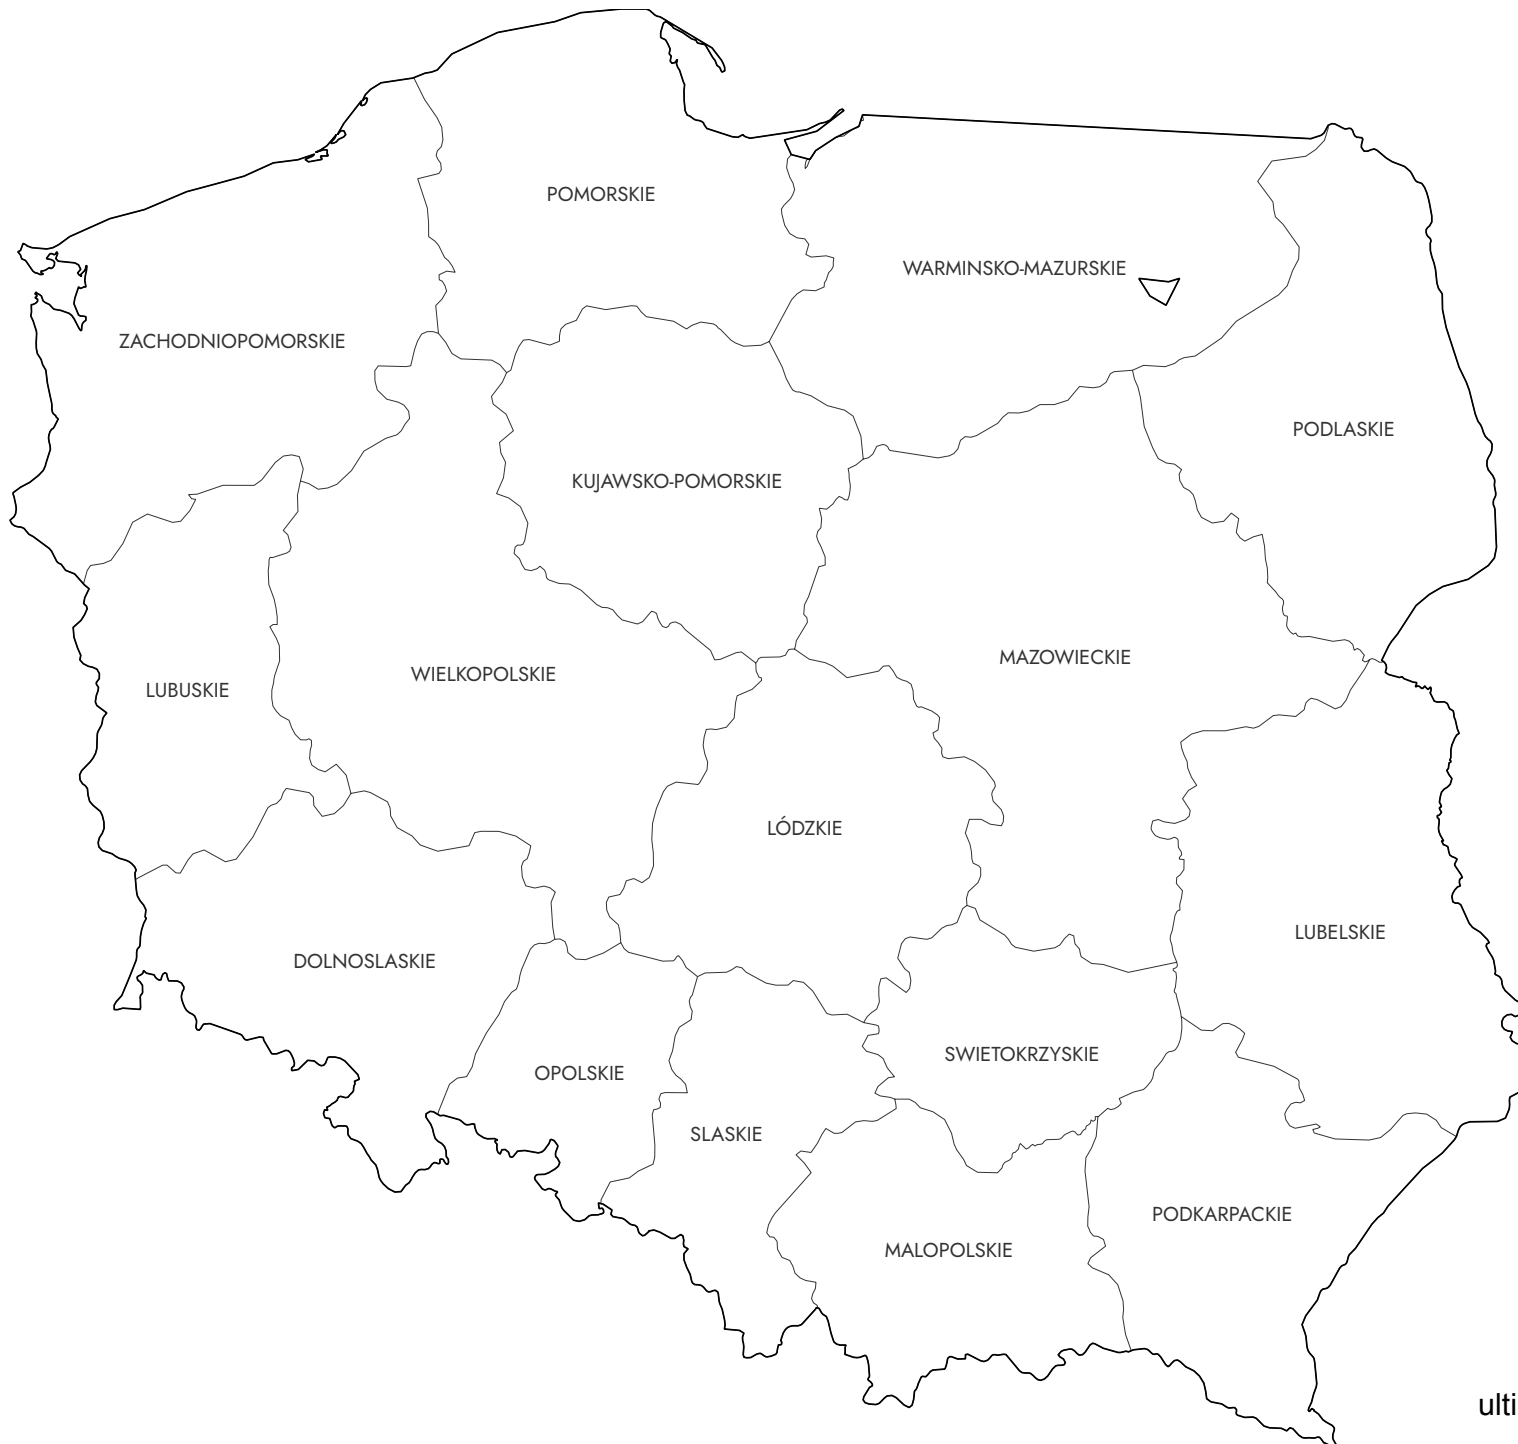 POMORSKIE
WARMINSKO-MAZURSKIE
ZACHODNIOPOMORSKIE
PODLASKIE
KUJAWSKO-POMORSKIE
MAZOWIECKIE
WIELKOPOLSKIE
LUBUSKIE
LÓDZKIE
LUBELSKIE
DOLNOSLASKIE
SWIETOKRZYSKIE
OPOLSKIE
SLASKIE
PODKARPACKIE
MALOPOLSKIE
ulti